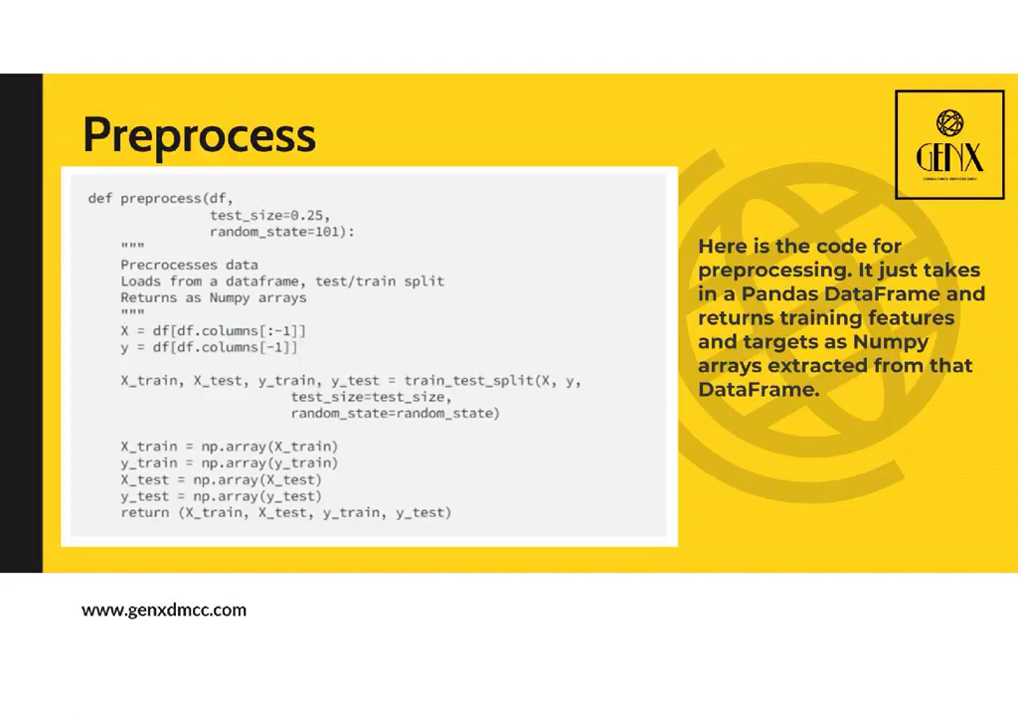 Preprocess
GENX
def preprocess(df,
test_size=0.25,
random_state=101):
"""
Precrocesses data
Loads from a dataframe, test/train split
Returns as Numpy arrays
"""
X = df[df.columns[:-1]]
y = df[df.columns[-1]]
X_train, X_test, y_train, y_test = train_test_split(X, y,
test_size=test_size,
random_state=random_state)
X_train = np.array(X_train)
y_train = np.array(y_train)
X_test = np.array(X_test)
y_test = np.array(y_test)
return (X_train, X_test, y_train, y_test)
Here is the code for
preprocessing. It just takes
in a Pandas DataFrame and
returns training features
and targets as Numpy
arrays extracted from that
DataFrame.
www.genxdmcc.com